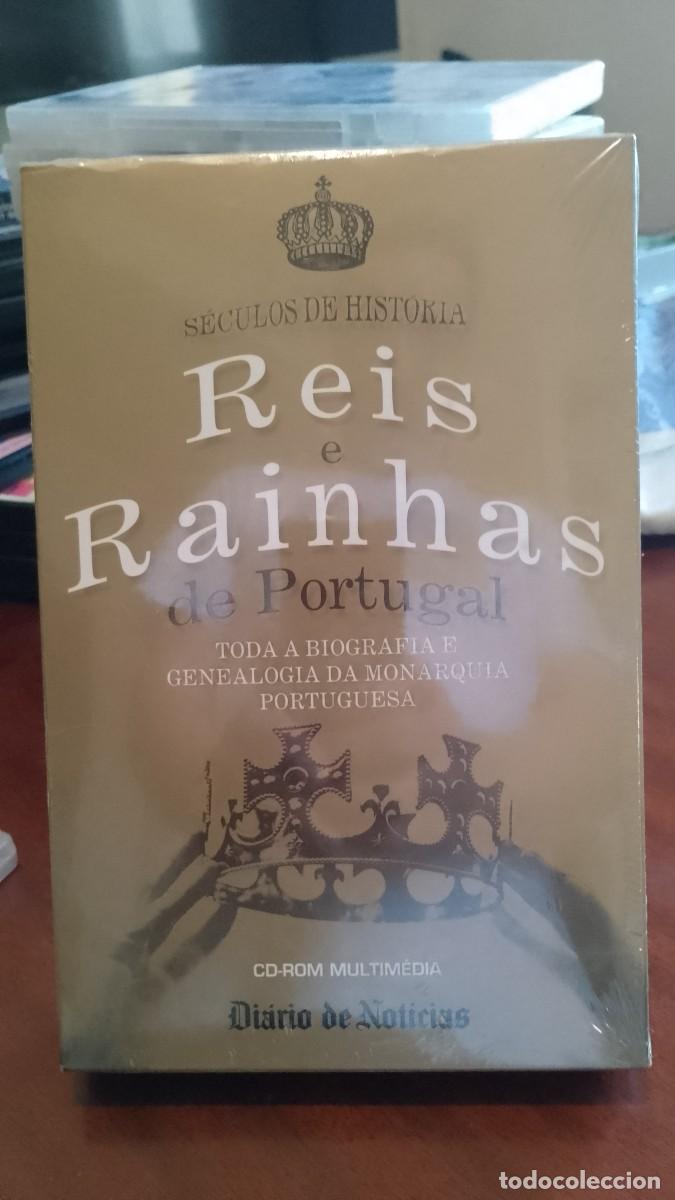 SÉCULOS DE HISTÓRIA
Reis
e
Rainhas
de Portugal
TODA A BIOGRAFIA E
GENEALOGIA DA MONARQUIA
PORTUGUESA
CD-ROM MULTIMÉDIA
Diário de Notícias
todocoleccion